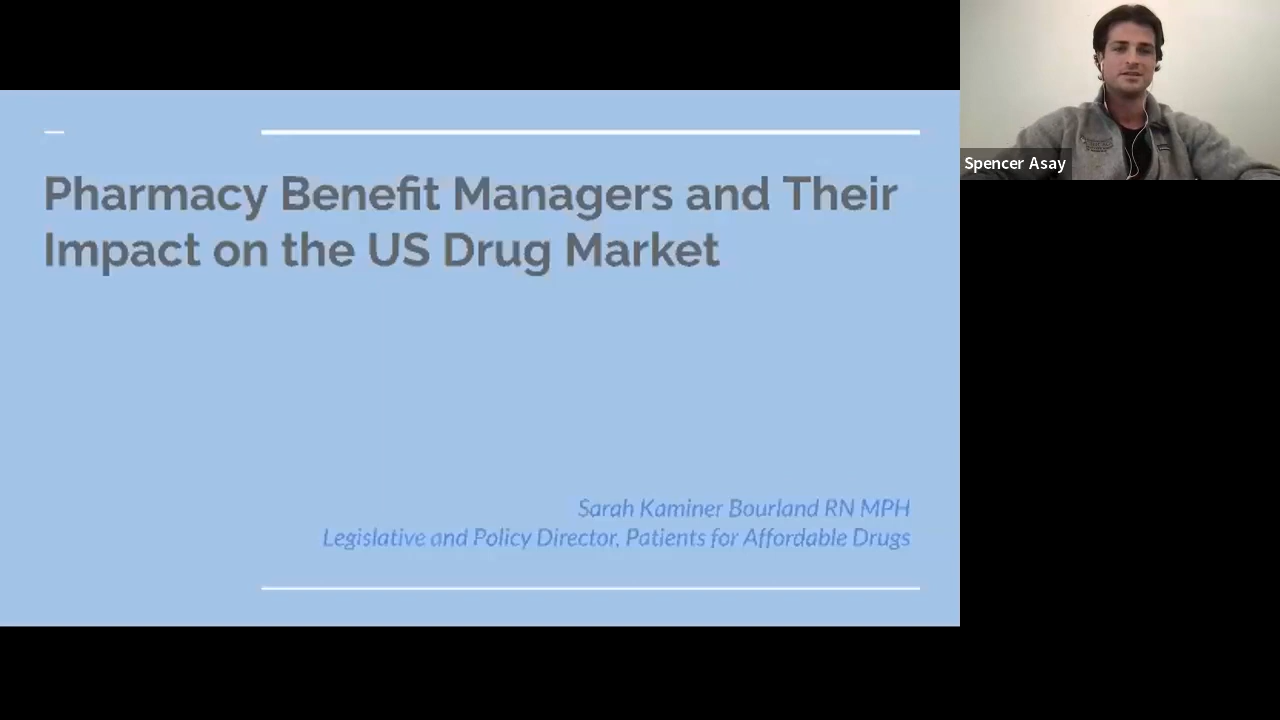 Pharmacy Benefit Managers and Their
Impact on the US Drug Market
Sarah Kaminer Bourland RN MPH
Legislative and Policy Director, Patients for Affordable Drugs
Spencer Asay